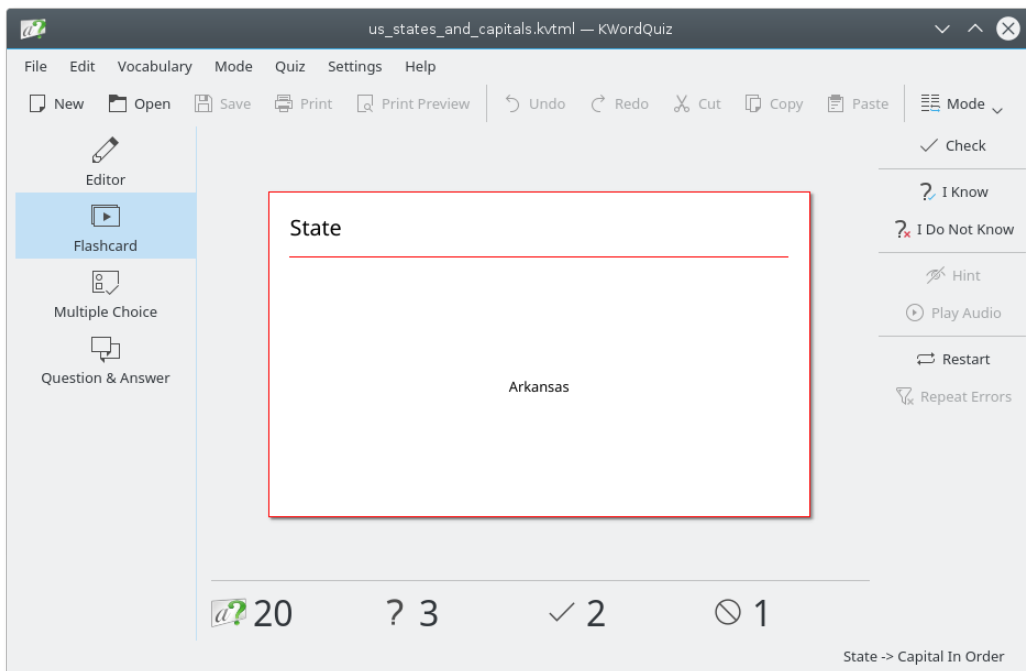 us_states_and_capitals.kvtml — KWordQuiz
File Edit Vocabulary Mode Quiz Settings Help
New Open Save Print Print Preview Undo Redo Cut Copy Paste Mode
Editor
Flashcard
Multiple Choice
Question & Answer
State
Arkansas
Check
I Know
I Do Not Know
Hint
Play Audio
Restart
Repeat Errors
a? 20 ? 3 2 1
State -> Capital In Order